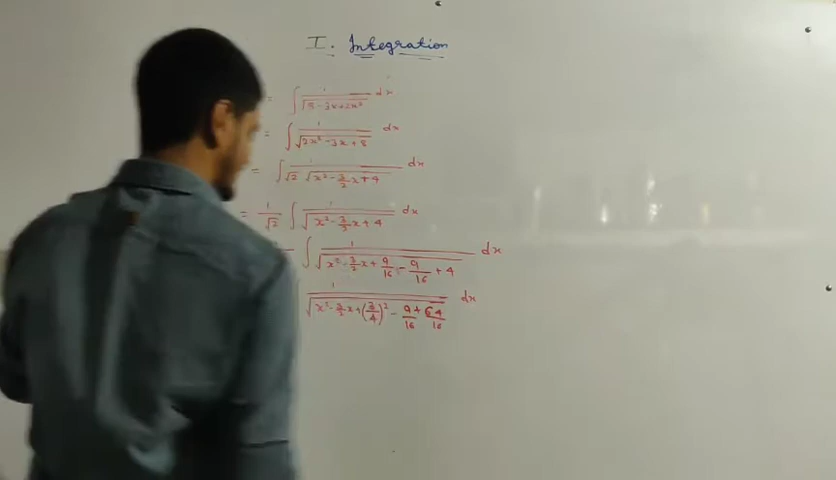 I. Integration
= ∫ 1/√(8-3x+2x²) dx
= ∫ 1/√(2x²-3x+8) dx
= ∫ 1/(√2 √(x²-3/2x+4)) dx
= 1/√2 ∫ 1/√(x²-3/2x+4) dx
∫ 1/√(x²-3/2x+9/16-9/16+4) dx
1/√(x²-3/2x+(3/4)²-9/16+64/16) dx